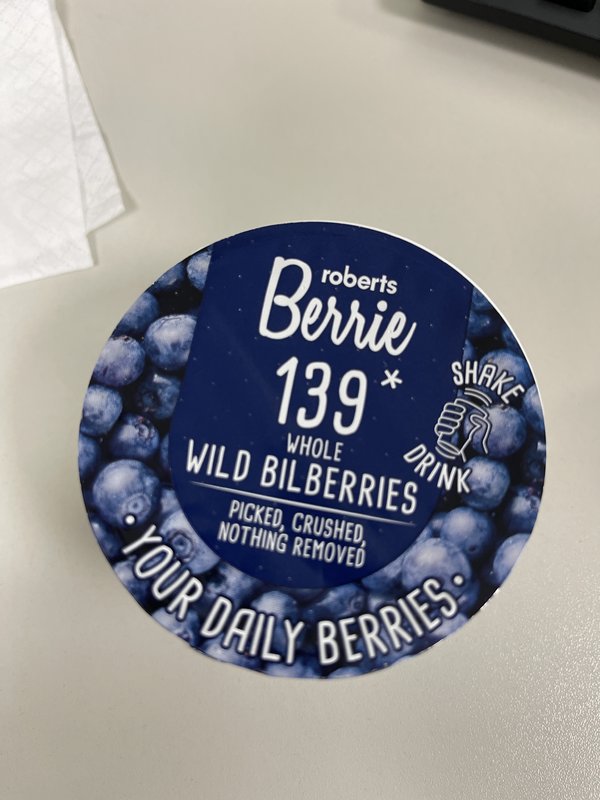 roberts
Berrie
139*
WHOLE
WILD BILBERRIES
PICKED, CRUSHED,
NOTHING REMOVED
SHAKE
DRINK
• YOUR DAILY BERRIES •